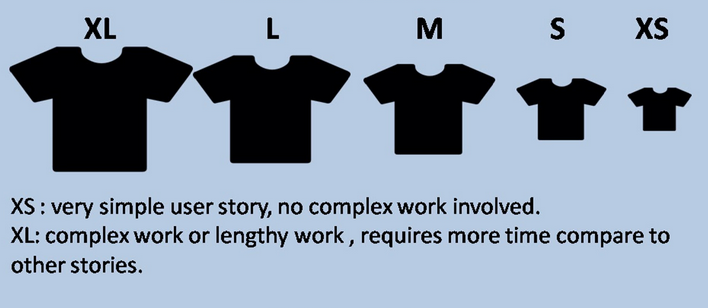 XL L M S XS
XS : very simple user story, no complex work involved.
XL: complex work or lengthy work , requires more time compare to
other stories.